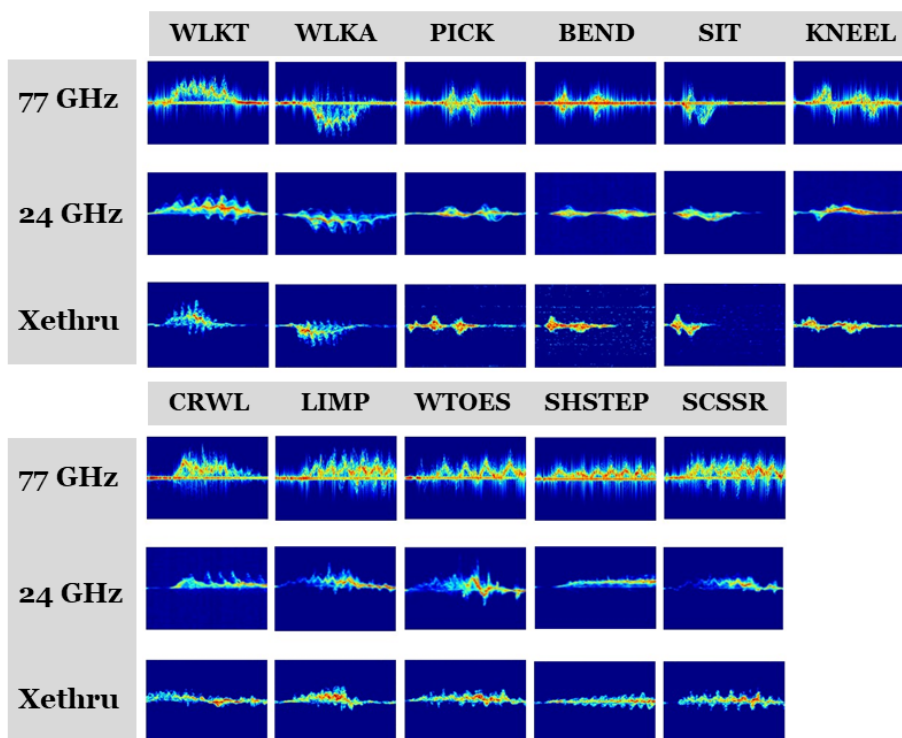 WLKT WLKA PICK BEND SIT KNEEL
77 GHz
24 GHz
Xethru
CRWL LIMP WTOES SHSTEP SCSSR
77 GHz
24 GHz
Xethru